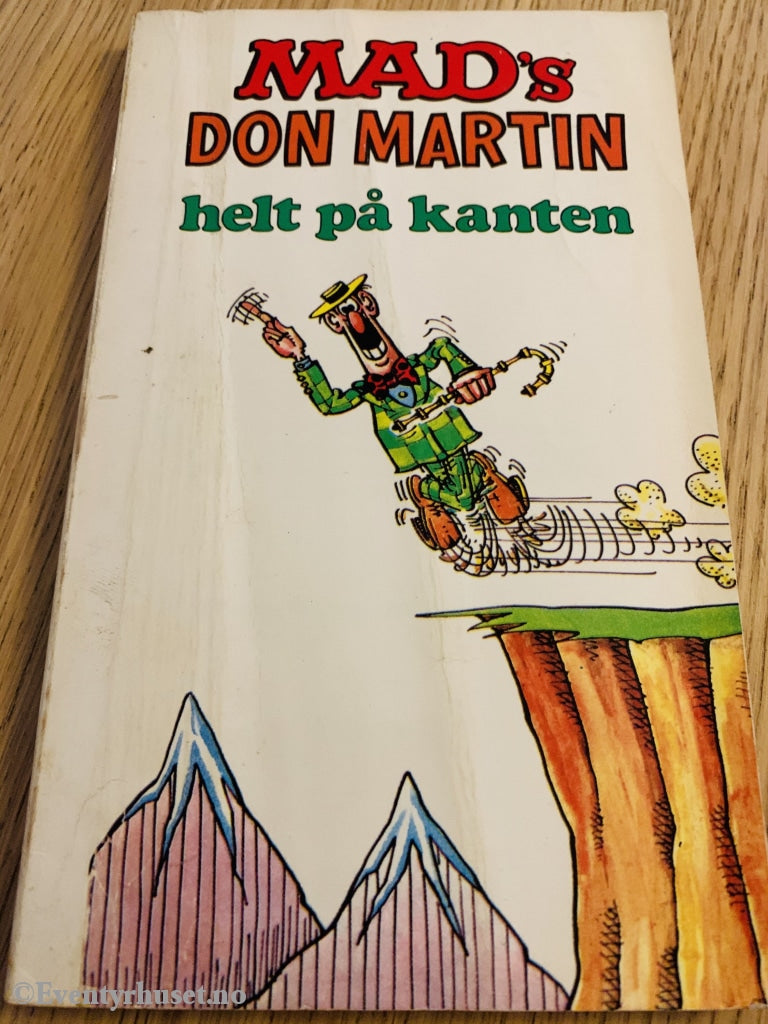 MAD's
DON MARTIN
helt på kanten
©Eventyrhuset.no